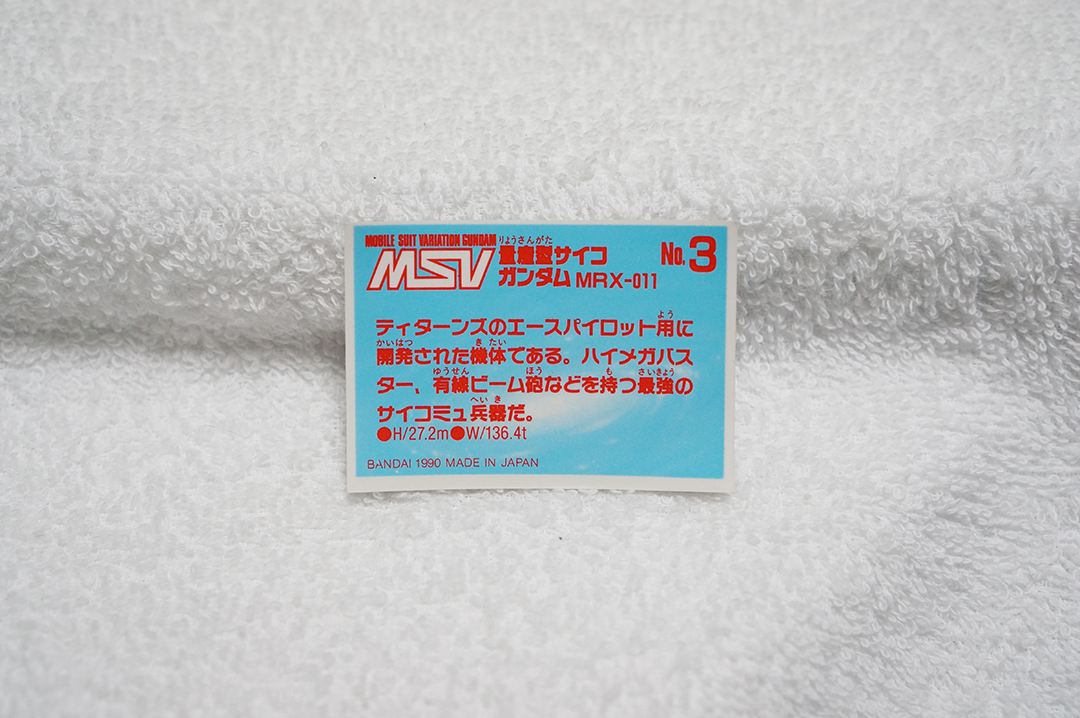 MOBILE SUIT VARIATION GUNDAM
MSV
りょうさんがた
量産型サイコ
ガンダム MRX-011
No.3
よう
ティターンズのエースパイロット用に
かいはつ きたい
開発された機体である。ハイメガバス
ゆうせん ほう も さいきょう
ター、有線ビーム砲などを持つ最強の
へいき
サイコミュ兵器だ。
●H/27.2m●W/136.4t
BANDAI 1990 MADE IN JAPAN